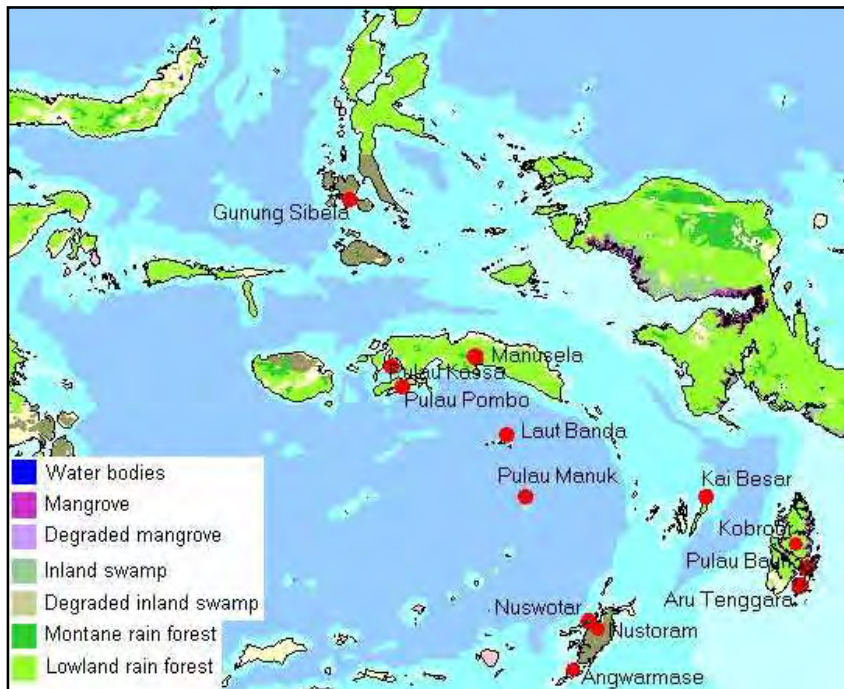 Gunung Sibela
Manusela
Pulau Kassa
Pulau Pombo
Laut Banda
Pulau Manuk
Kai Besar
Kobroor
Pulau Baun
Aru Tenggara
Nuswotar
Nustoram
Angwarmase
Water bodies
Mangrove
Degraded mangrove
Inland swamp
Degraded inland swamp
Montane rain forest
Lowland rain forest